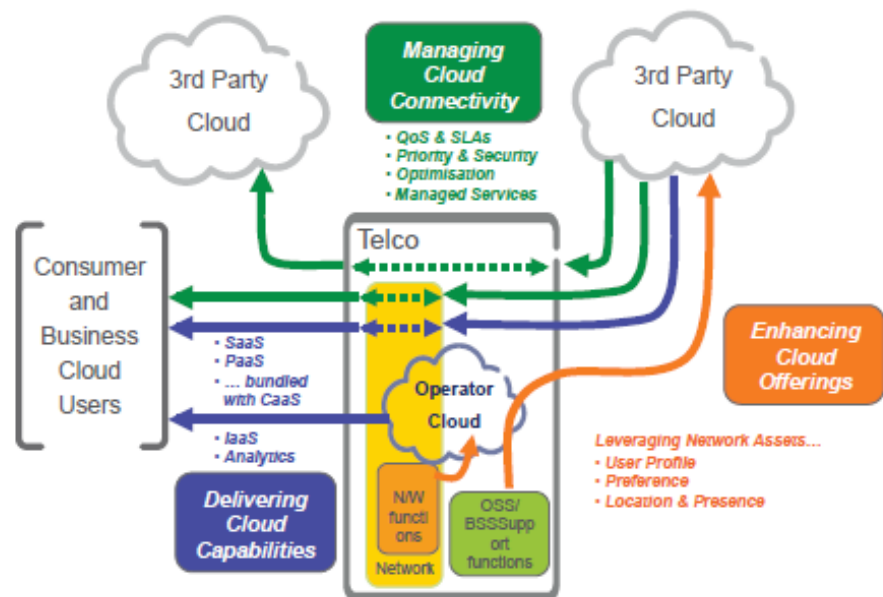 Managing
Cloud
Connectivity
3rd Party
Cloud
3rd Party
Cloud
• QoS & SLAs
• Priority & Security
• Optimisation
• Managed Services
Telco
Consumer
and
Business
Cloud
Users
• SaaS
• PaaS
• ... bundled
with CaaS
• IaaS
• Analytics
Operator
Cloud
Enhancing
Cloud
Offerings
Leveraging Network Assets...
• User Profile
• Preference
• Location & Presence
Delivering
Cloud
Capabilities
N/W
functi
ons
Network
OSS/
BSSSupp
ort
functions